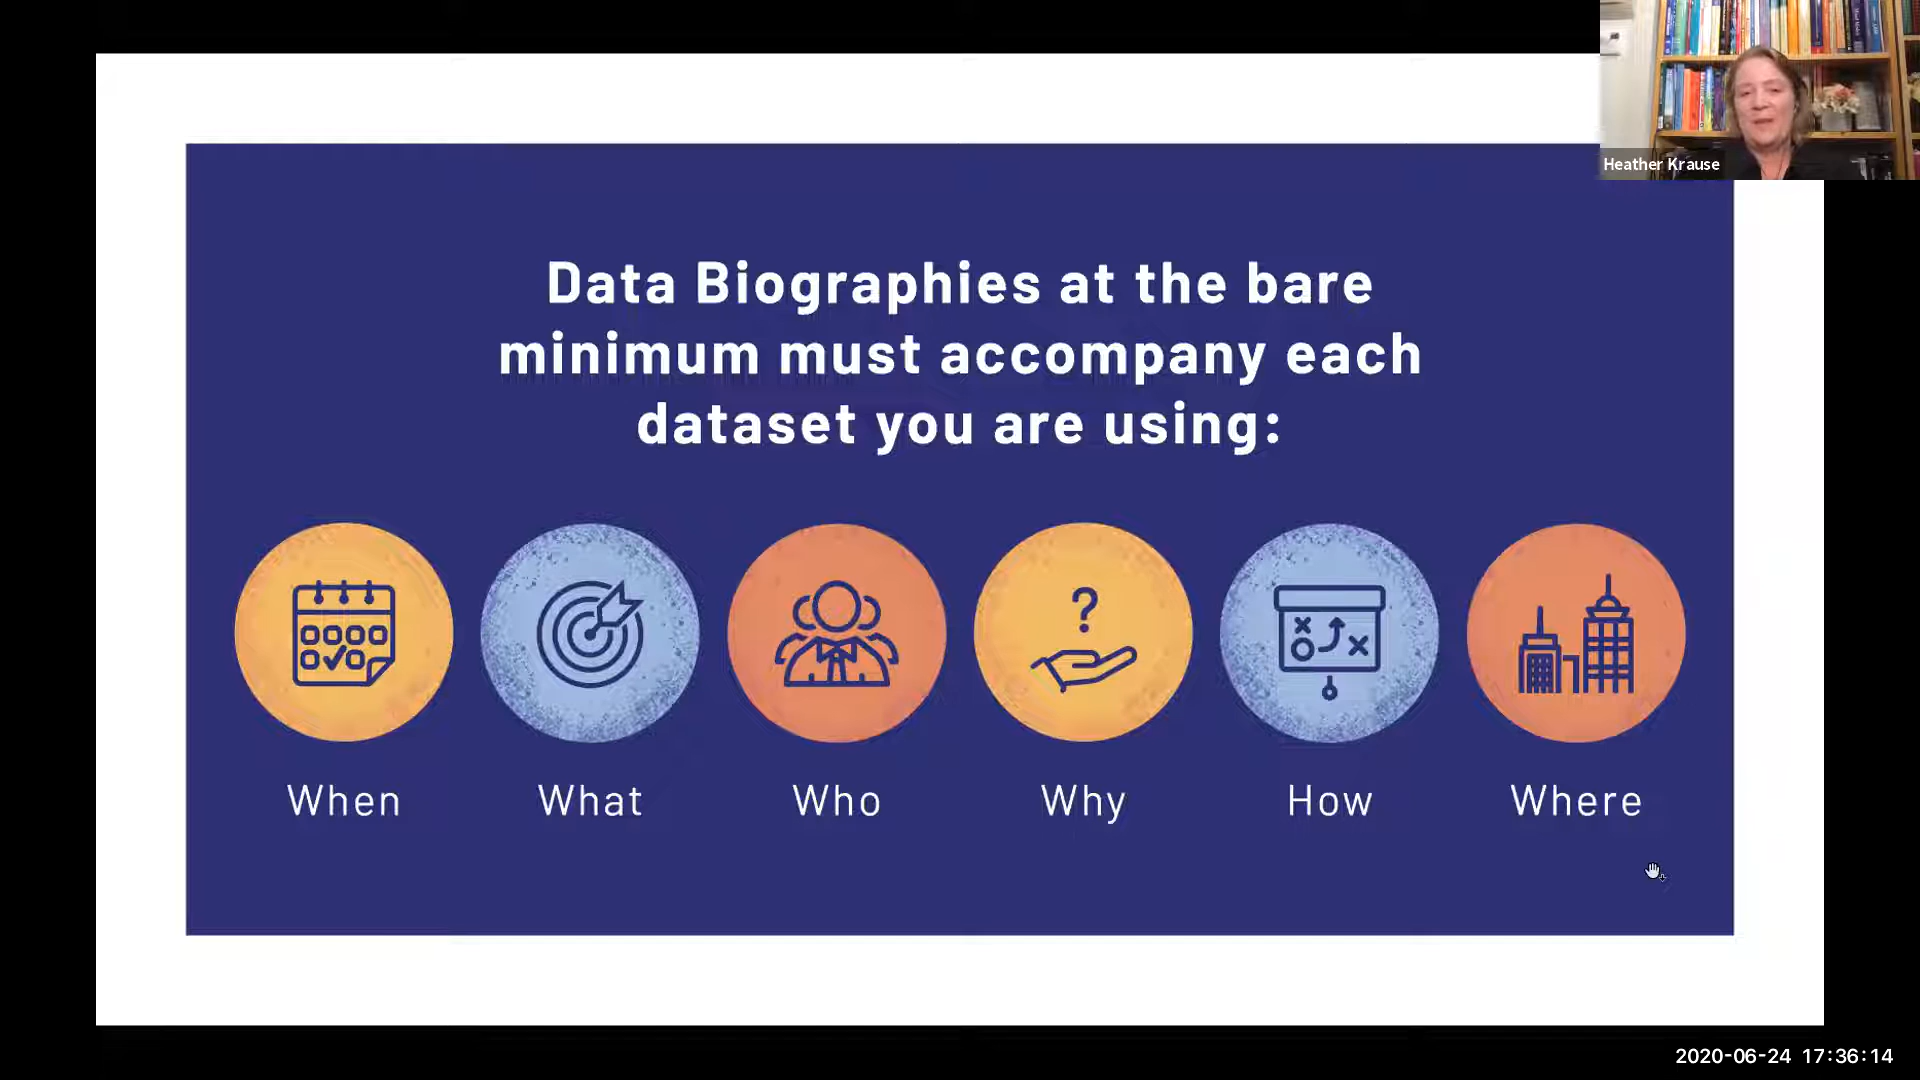 Heather Krause
Data Biographies at the bare
minimum must accompany each
dataset you are using:
?
When
What
Who
Why
How
Where
2020-06-24 17:36:14